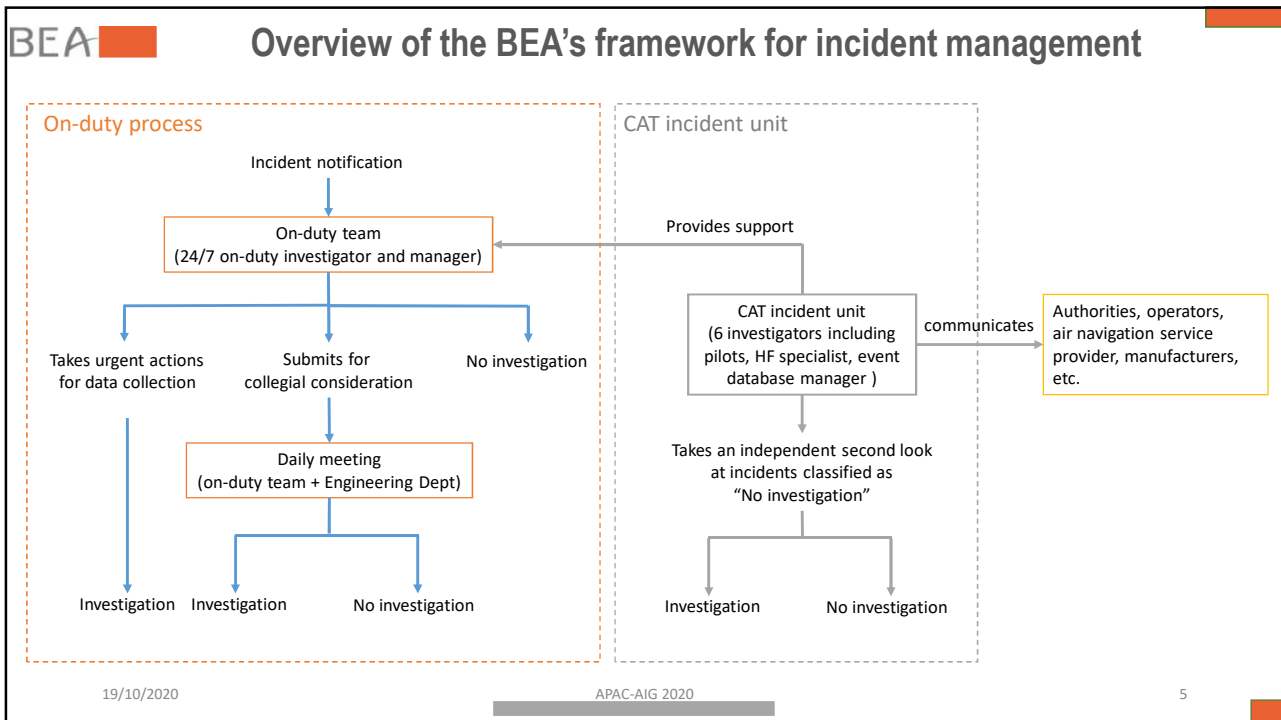 BEA
Overview of the BEA's framework for incident management
On-duty process
Incident notification
On-duty team
(24/7 on-duty investigator and manager)
Takes urgent actions
for data collection
Submits for
collegial consideration
No investigation
Daily meeting
(on-duty team + Engineering Dept)
Investigation
Investigation
No investigation
CAT incident unit
Provides support
CAT incident unit
(6 investigators including
pilots, HF specialist, event
database manager )
communicates
Authorities, operators,
air navigation service
provider, manufacturers,
etc.
Takes an independent second look
at incidents classified as
“No investigation”
Investigation
No investigation
19/10/2020
APAC-AIG 2020
5